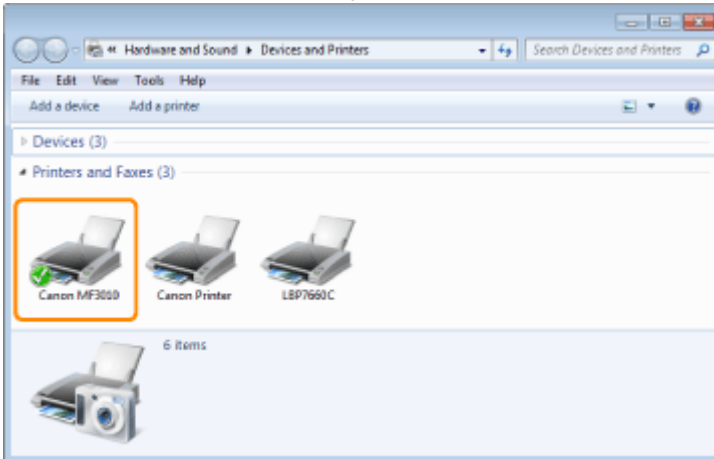 « Hardware and Sound ▸ Devices and Printers Search Devices and Printers
File Edit View Tools Help
Add a device Add a printer
Devices (3)
Printers and Faxes (3)
Canon MF3010 Canon Printer LBP7660C
6 items